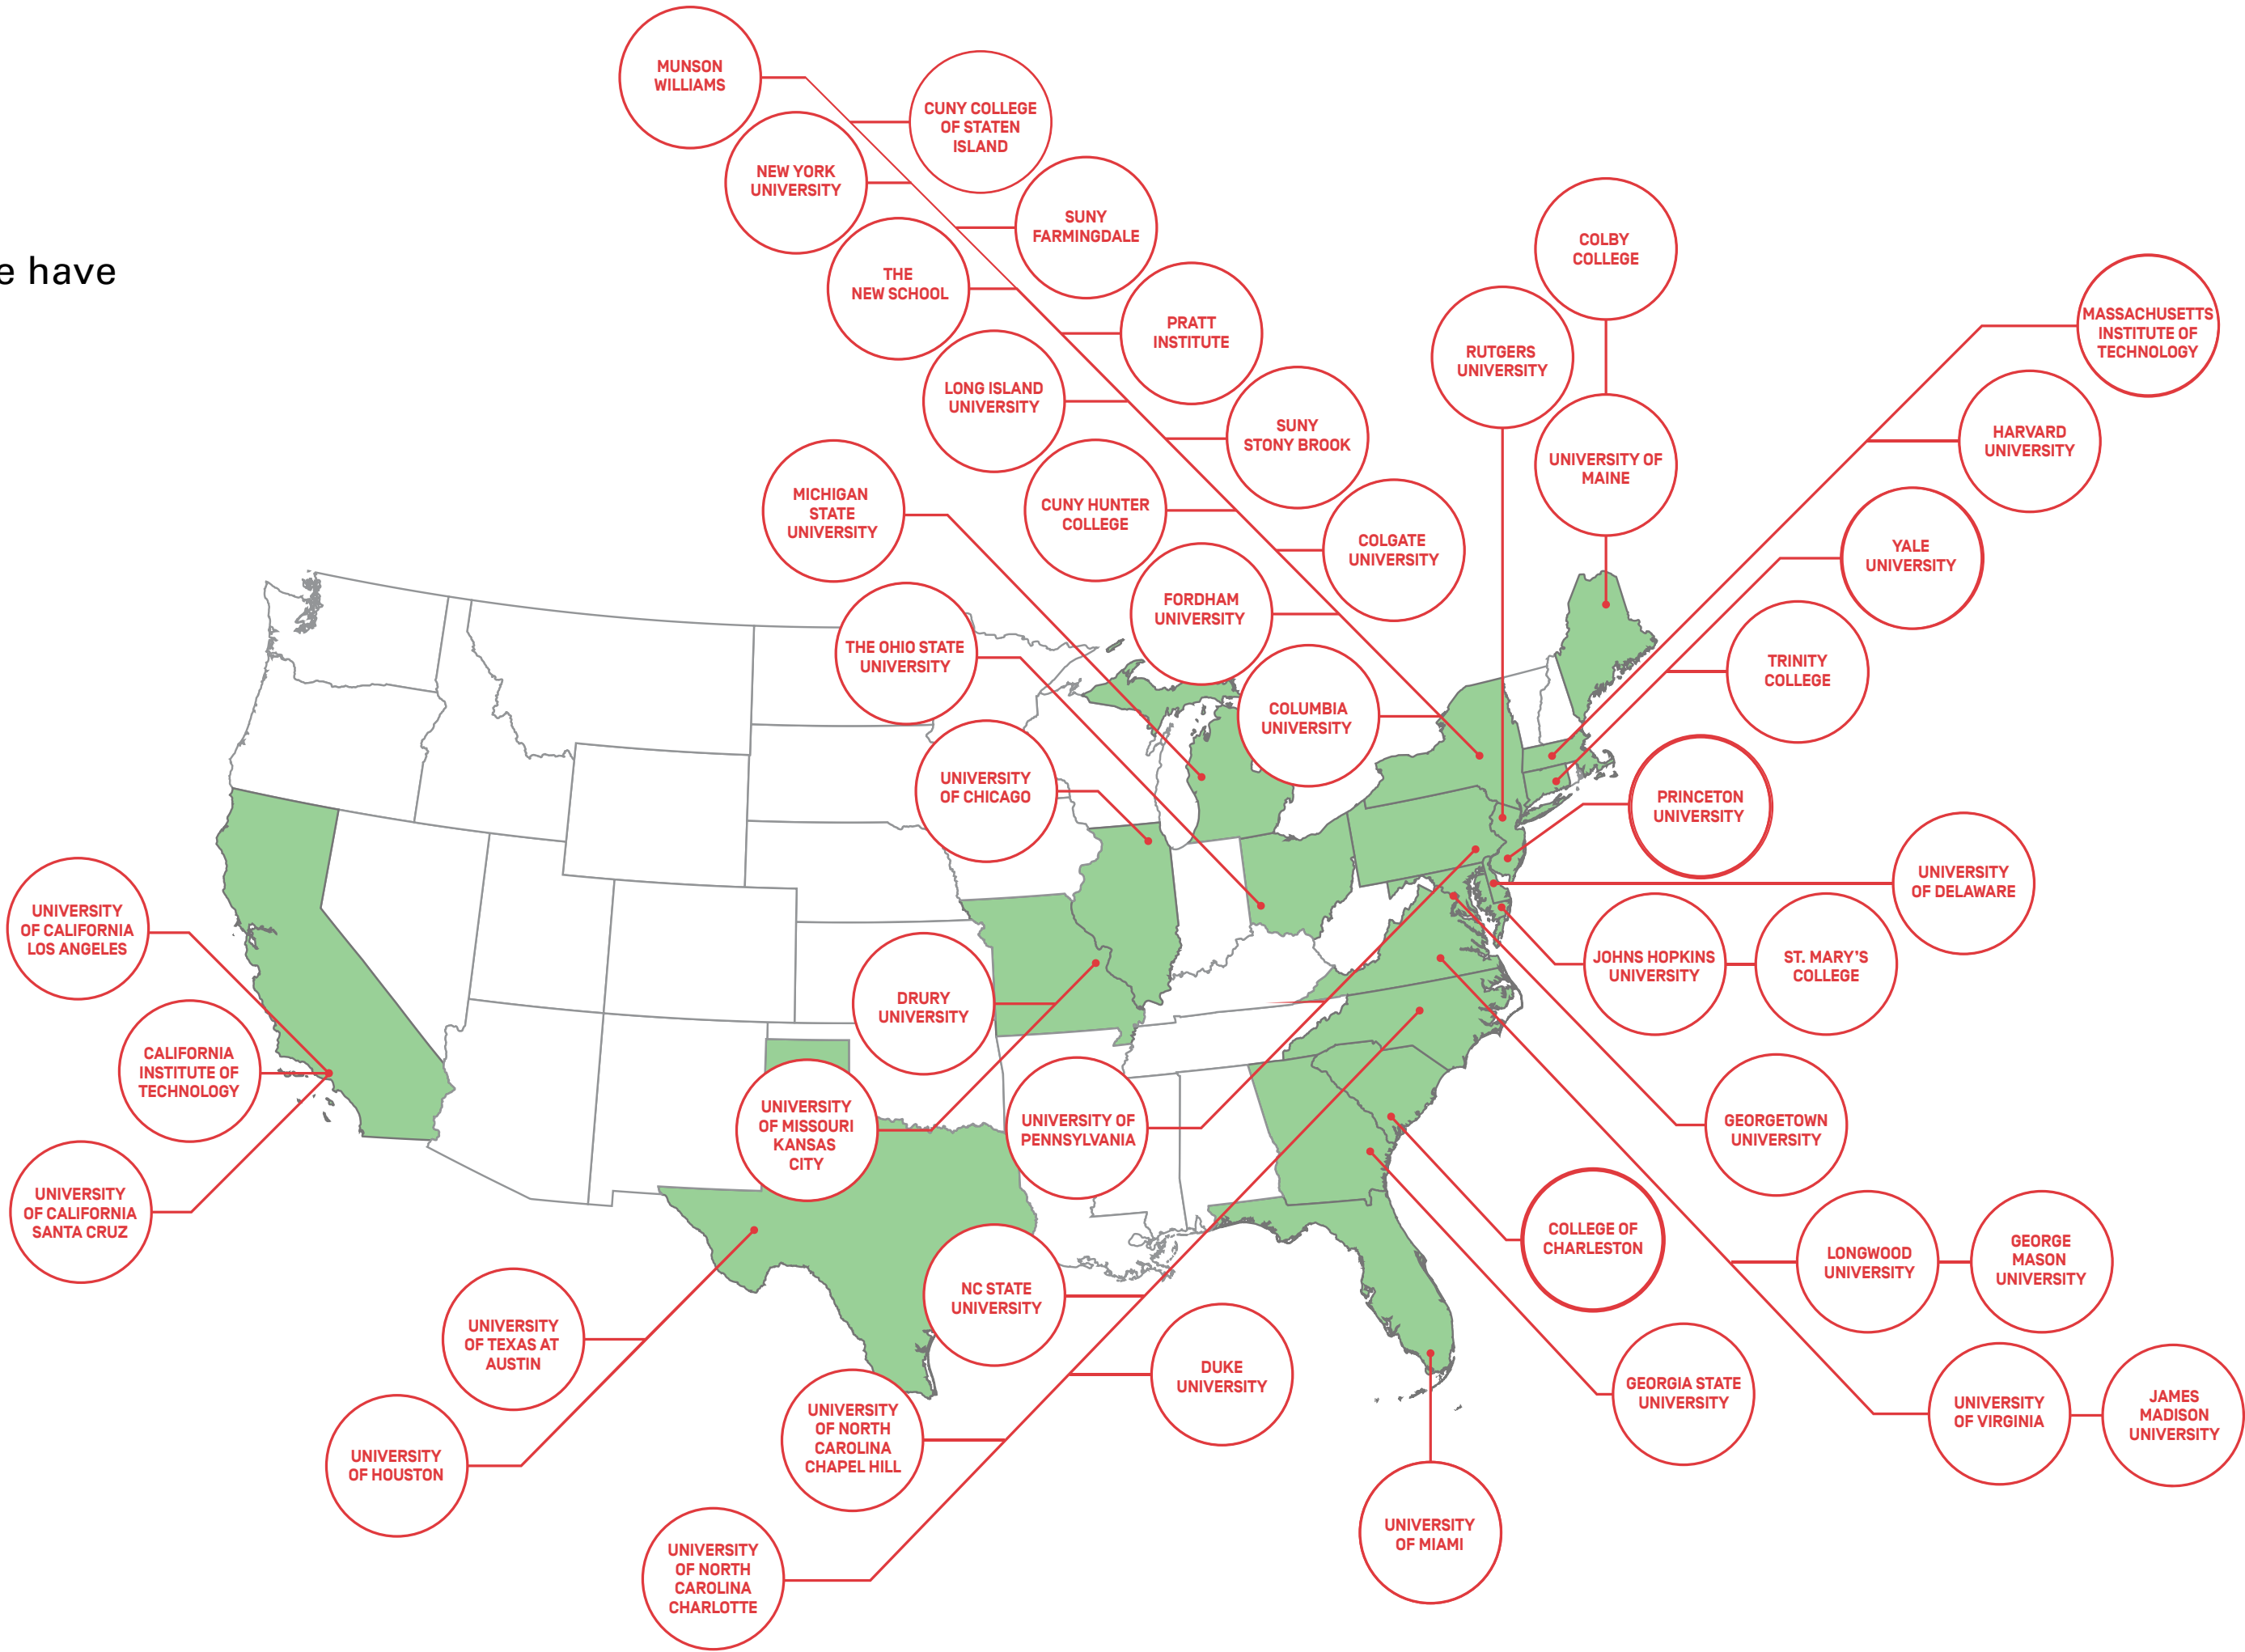 MUNSON
WILLIAMS
CUNY COLLEGE
OF STATEN
ISLAND
NEW YORK
UNIVERSITY
SUNY
FARMINGDALE
e have
THE
NEW SCHOOL
COLBY
COLLEGE
PRATT
INSTITUTE
RUTGERS
UNIVERSITY
MASSACHUSETTS
INSTITUTE OF
TECHNOLOGY
LONG ISLAND
UNIVERSITY
SUNY
STONY BROOK
HARVARD
UNIVERSITY
UNIVERSITY OF
MAINE
MICHIGAN
STATE
UNIVERSITY
CUNY HUNTER
COLLEGE
COLGATE
UNIVERSITY
YALE
UNIVERSITY
FORDHAM
UNIVERSITY
THE OHIO STATE
UNIVERSITY
TRINITY
COLLEGE
COLUMBIA
UNIVERSITY
UNIVERSITY
OF CHICAGO
PRINCETON
UNIVERSITY
UNIVERSITY
OF DELAWARE
UNIVERSITY
OF CALIFORNIA
LOS ANGELES
JOHNS HOPKINS
UNIVERSITY
ST. MARY'S
COLLEGE
DRURY
UNIVERSITY
CALIFORNIA
INSTITUTE OF
TECHNOLOGY
UNIVERSITY
OF MISSOURI
KANSAS
CITY
UNIVERSITY OF
PENNSYLVANIA
GEORGETOWN
UNIVERSITY
UNIVERSITY
OF CALIFORNIA
SANTA CRUZ
COLLEGE OF
CHARLESTON
LONGWOOD
UNIVERSITY
GEORGE
MASON
UNIVERSITY
NC STATE
UNIVERSITY
UNIVERSITY
OF TEXAS AT
AUSTIN
DUKE
UNIVERSITY
GEORGIA STATE
UNIVERSITY
UNIVERSITY
OF VIRGINIA
JAMES
MADISON
UNIVERSITY
UNIVERSITY
OF NORTH
CAROLINA
CHAPEL HILL
UNIVERSITY
OF HOUSTON
UNIVERSITY
OF MIAMI
UNIVERSITY
OF NORTH
CAROLINA
CHARLOTTE